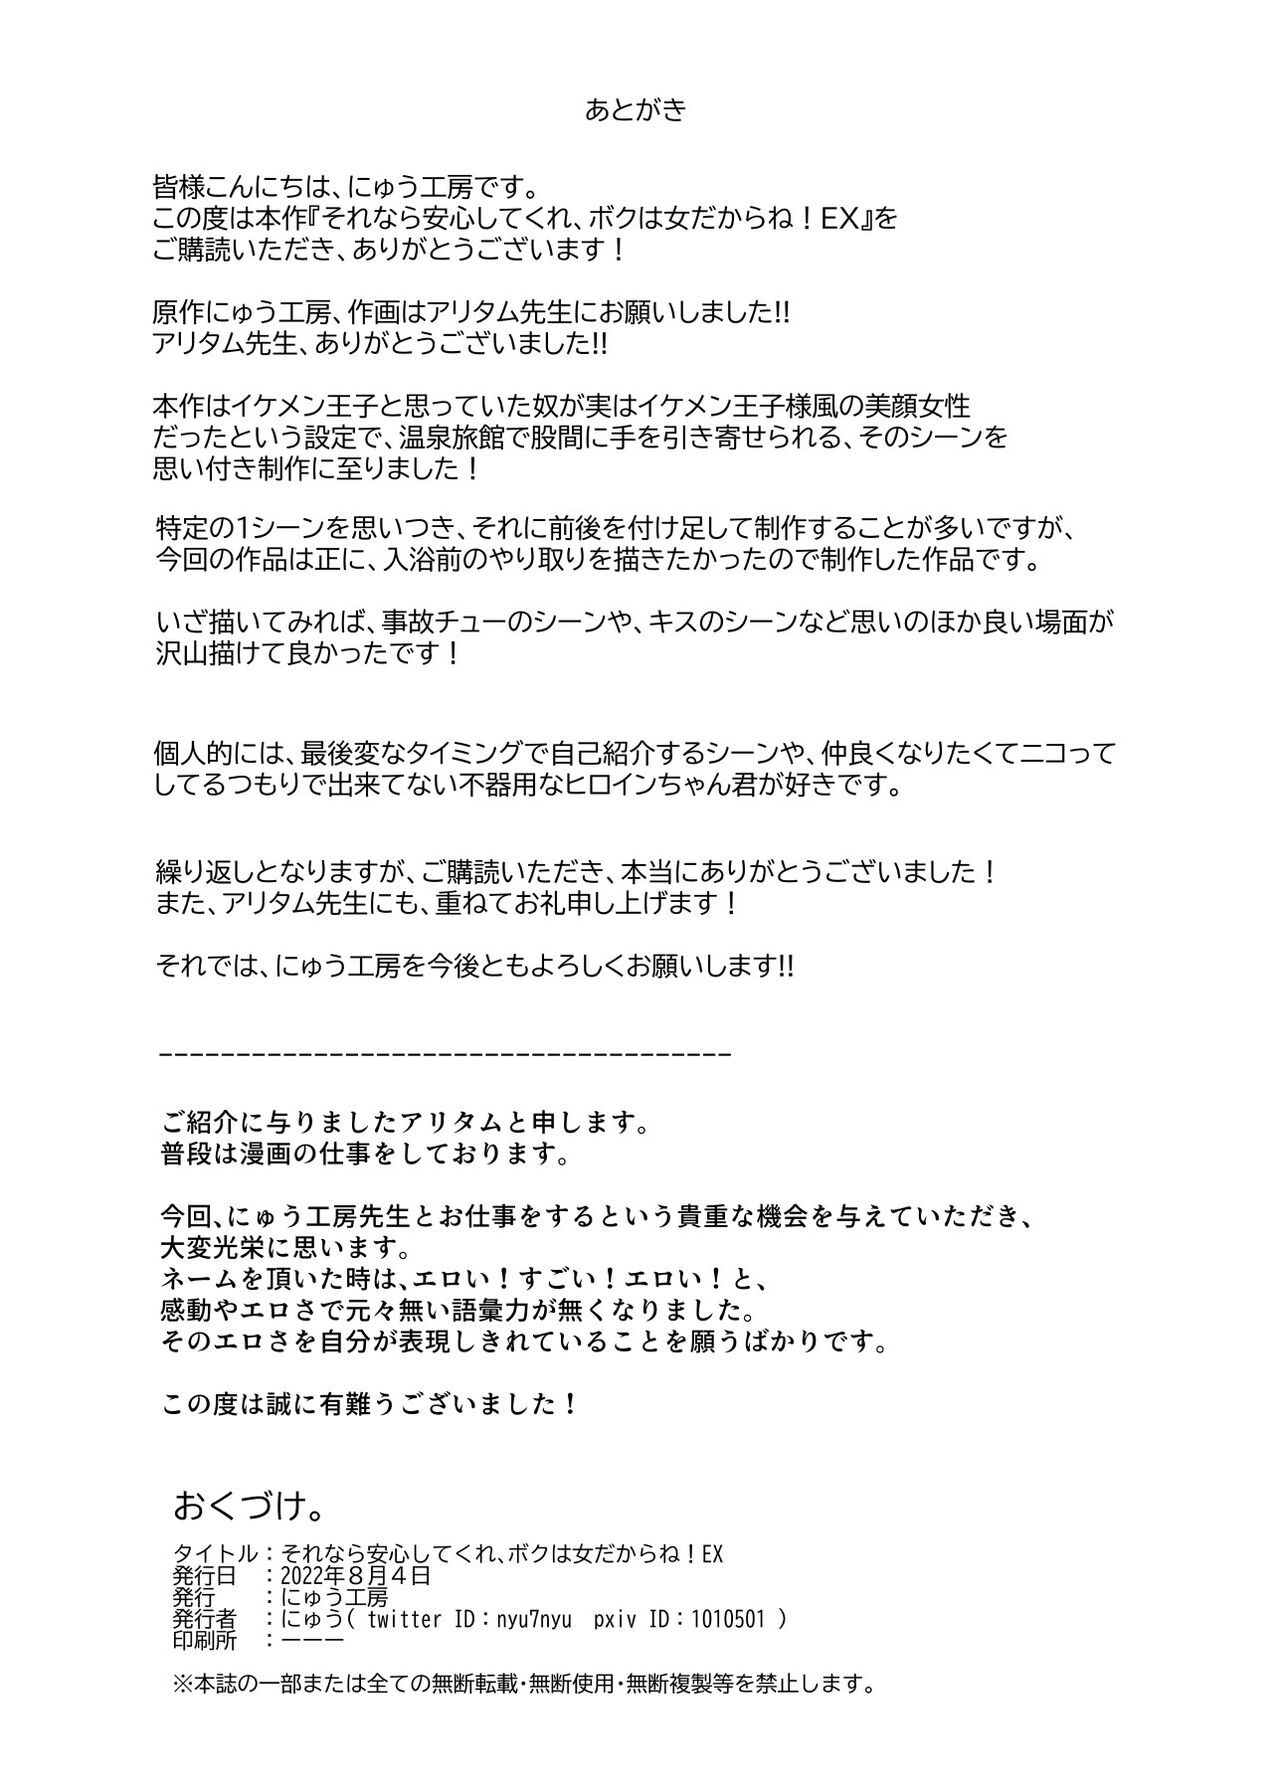 あとがき
皆様こんにちは、にゅう工房です。
この度は本作『それなら安心してくれ、ボクは女だからね！EX』を
ご購読いただき、ありがとうございます！
原作にゅう工房、作画はアリタム先生にお願いしました!!
アリタム先生、ありがとうございました!!
本作はイケメン王子と思っていた奴が実はイケメン王子様風の美顔女性
だったという設定で、温泉旅館で股間に手を引き寄せられる、そのシーンを
思い付き制作に至りました！
特定の1シーンを思いつき、それに前後を付け足して制作することが多いですが、
今回の作品は正に、入浴前のやり取りを描きたかったので制作した作品です。
いざ描いてみれば、事故チューのシーンや、キスのシーンなど思いのほか良い場面が
沢山描けて良かったです！
個人的には、最後変なタイミングで自己紹介するシーンや、仲良くなりたくてニコって
してるつもりで出来てない不器用なヒロインちゃん君が好きです。
繰り返しとなりますが、ご購読いただき、本当にありがとうございました！
また、アリタム先生にも、重ねてお礼申し上げます！
それでは、にゅう工房を今後ともよろしくお願いします!!
--------------------------------------
ご紹介に与りましたアリタムと申します。
普段は漫画の仕事をしております。
今回、にゅう工房先生とお仕事をするという貴重な機会を与えていただき、
大変光栄に思います。
ネームを頂いた時は、エロい！すごい！エロい！と、
感動やエロさで元々無い語彙力が無くなりました。
そのエロさを自分が表現しきれていることを願うばかりです。
この度は誠に有難うございました！
おくづけ。
タイトル：それなら安心してくれ、ボクは女だからね！EX
発行日　：2022年８月４日
発行　　：にゅう工房
発行者　：にゅう( twitter ID：nyu7nyu　pxiv ID：1010501 )
印刷所　：ーーー
※本誌の一部または全ての無断転載・無断使用・無断複製等を禁止します。